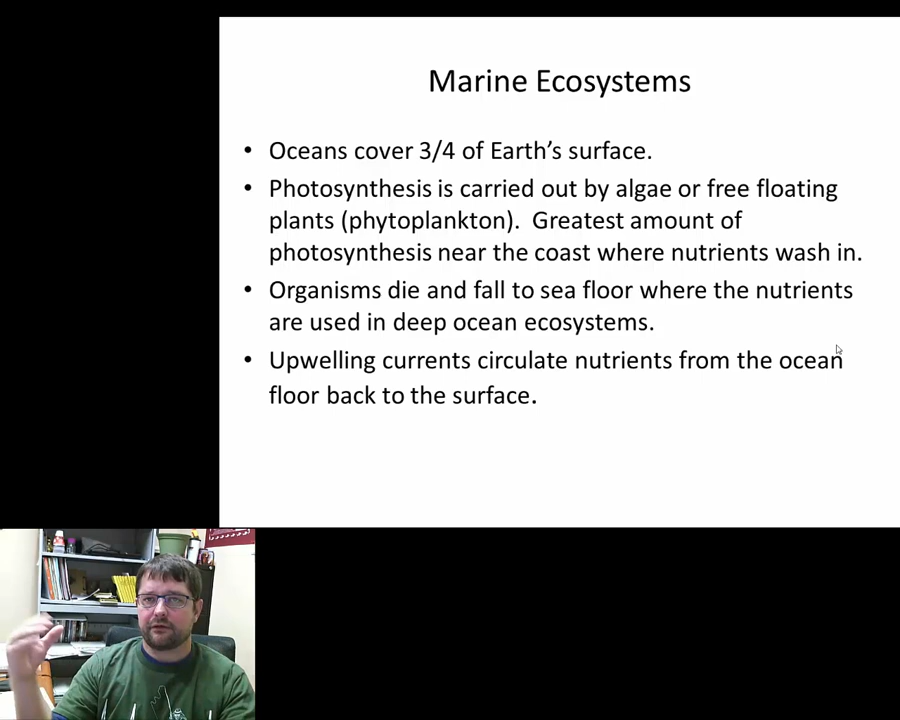 Marine Ecosystems
• Oceans cover 3/4 of Earth’s surface.
• Photosynthesis is carried out by algae or free floating
plants (phytoplankton).  Greatest amount of
photosynthesis near the coast where nutrients wash in.
• Organisms die and fall to sea floor where the nutrients
are used in deep ocean ecosystems.
• Upwelling currents circulate nutrients from the ocean
floor back to the surface.